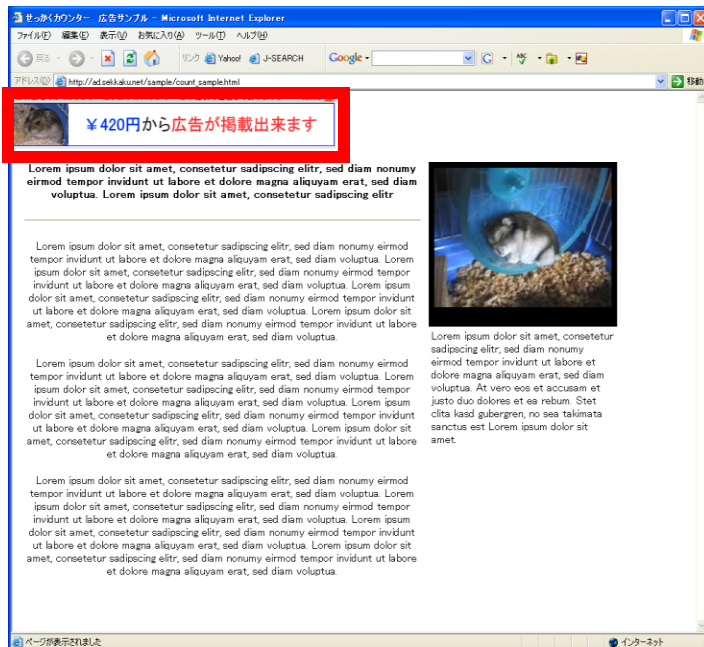 せっかくカウンター 広告サンプル - Microsoft Internet Explorer
ファイル(F) 編集(E) 表示(V) お気に入り(A) ツール(T) ヘルプ(H)
戻る リンク Yahoo! J-SEARCH Google
アドレス(D) http://ad.sekkaku.net/sample/count_sample.html 移動
¥420円から広告が掲載出来ます
Lorem ipsum dolor sit amet, consetetur sadipscing elitr, sed diam nonumy
eirmod tempor invidunt ut labore et dolore magna aliquyam erat, sed diam
voluptua. Lorem ipsum dolor sit amet, consetetur sadipscing elitr
Lorem ipsum dolor sit amet, consetetur sadipscing elitr, sed diam nonumy eirmod
tempor invidunt ut labore et dolore magna aliquyam erat, sed diam voluptua. Lorem
ipsum dolor sit amet, consetetur sadipscing elitr, sed diam nonumy eirmod tempor
invidunt ut labore et dolore magna aliquyam erat, sed diam voluptua. Lorem ipsum
dolor sit amet, consetetur sadipscing elitr, sed diam nonumy eirmod tempor invidunt
ut labore et dolore magna aliquyam erat, sed diam voluptua. Lorem ipsum dolor sit
amet, consetetur sadipscing elitr, sed diam nonumy eirmod tempor invidunt ut labore
et dolore magna aliquyam erat, sed diam voluptua.
Lorem ipsum dolor sit amet, consetetur sadipscing elitr, sed diam nonumy eirmod
tempor invidunt ut labore et dolore magna aliquyam erat, sed diam voluptua. Lorem
ipsum dolor sit amet, consetetur sadipscing elitr, sed diam nonumy eirmod tempor
invidunt ut labore et dolore magna aliquyam erat, sed diam voluptua. Lorem ipsum
dolor sit amet, consetetur sadipscing elitr, sed diam nonumy eirmod tempor invidunt
ut labore et dolore magna aliquyam erat, sed diam voluptua. Lorem ipsum dolor sit
amet, consetetur sadipscing elitr, sed diam nonumy eirmod tempor invidunt ut labore
et dolore magna aliquyam erat, sed diam voluptua.
Lorem ipsum dolor sit amet, consetetur sadipscing elitr, sed diam nonumy eirmod
tempor invidunt ut labore et dolore magna aliquyam erat, sed diam voluptua. Lorem
ipsum dolor sit amet, consetetur sadipscing elitr, sed diam nonumy eirmod tempor
invidunt ut labore et dolore magna aliquyam erat, sed diam voluptua. Lorem ipsum
dolor sit amet, consetetur sadipscing elitr, sed diam nonumy eirmod tempor invidunt
ut labore et dolore magna aliquyam erat, sed diam voluptua. Lorem ipsum dolor sit
amet, consetetur sadipscing elitr, sed diam nonumy eirmod tempor invidunt ut labore
et dolore magna aliquyam erat, sed diam voluptua.
Lorem ipsum dolor sit amet, consetetur
sadipscing elitr, sed diam nonumy
eirmod tempor invidunt ut labore et
dolore magna aliquyam erat, sed diam
voluptua. At vero eos et accusam et
justo duo dolores et ea rebum. Stet
clita kasd gubergren, no sea takimata
sanctus est Lorem ipsum dolor sit
amet.
ページが表示されました インターネット